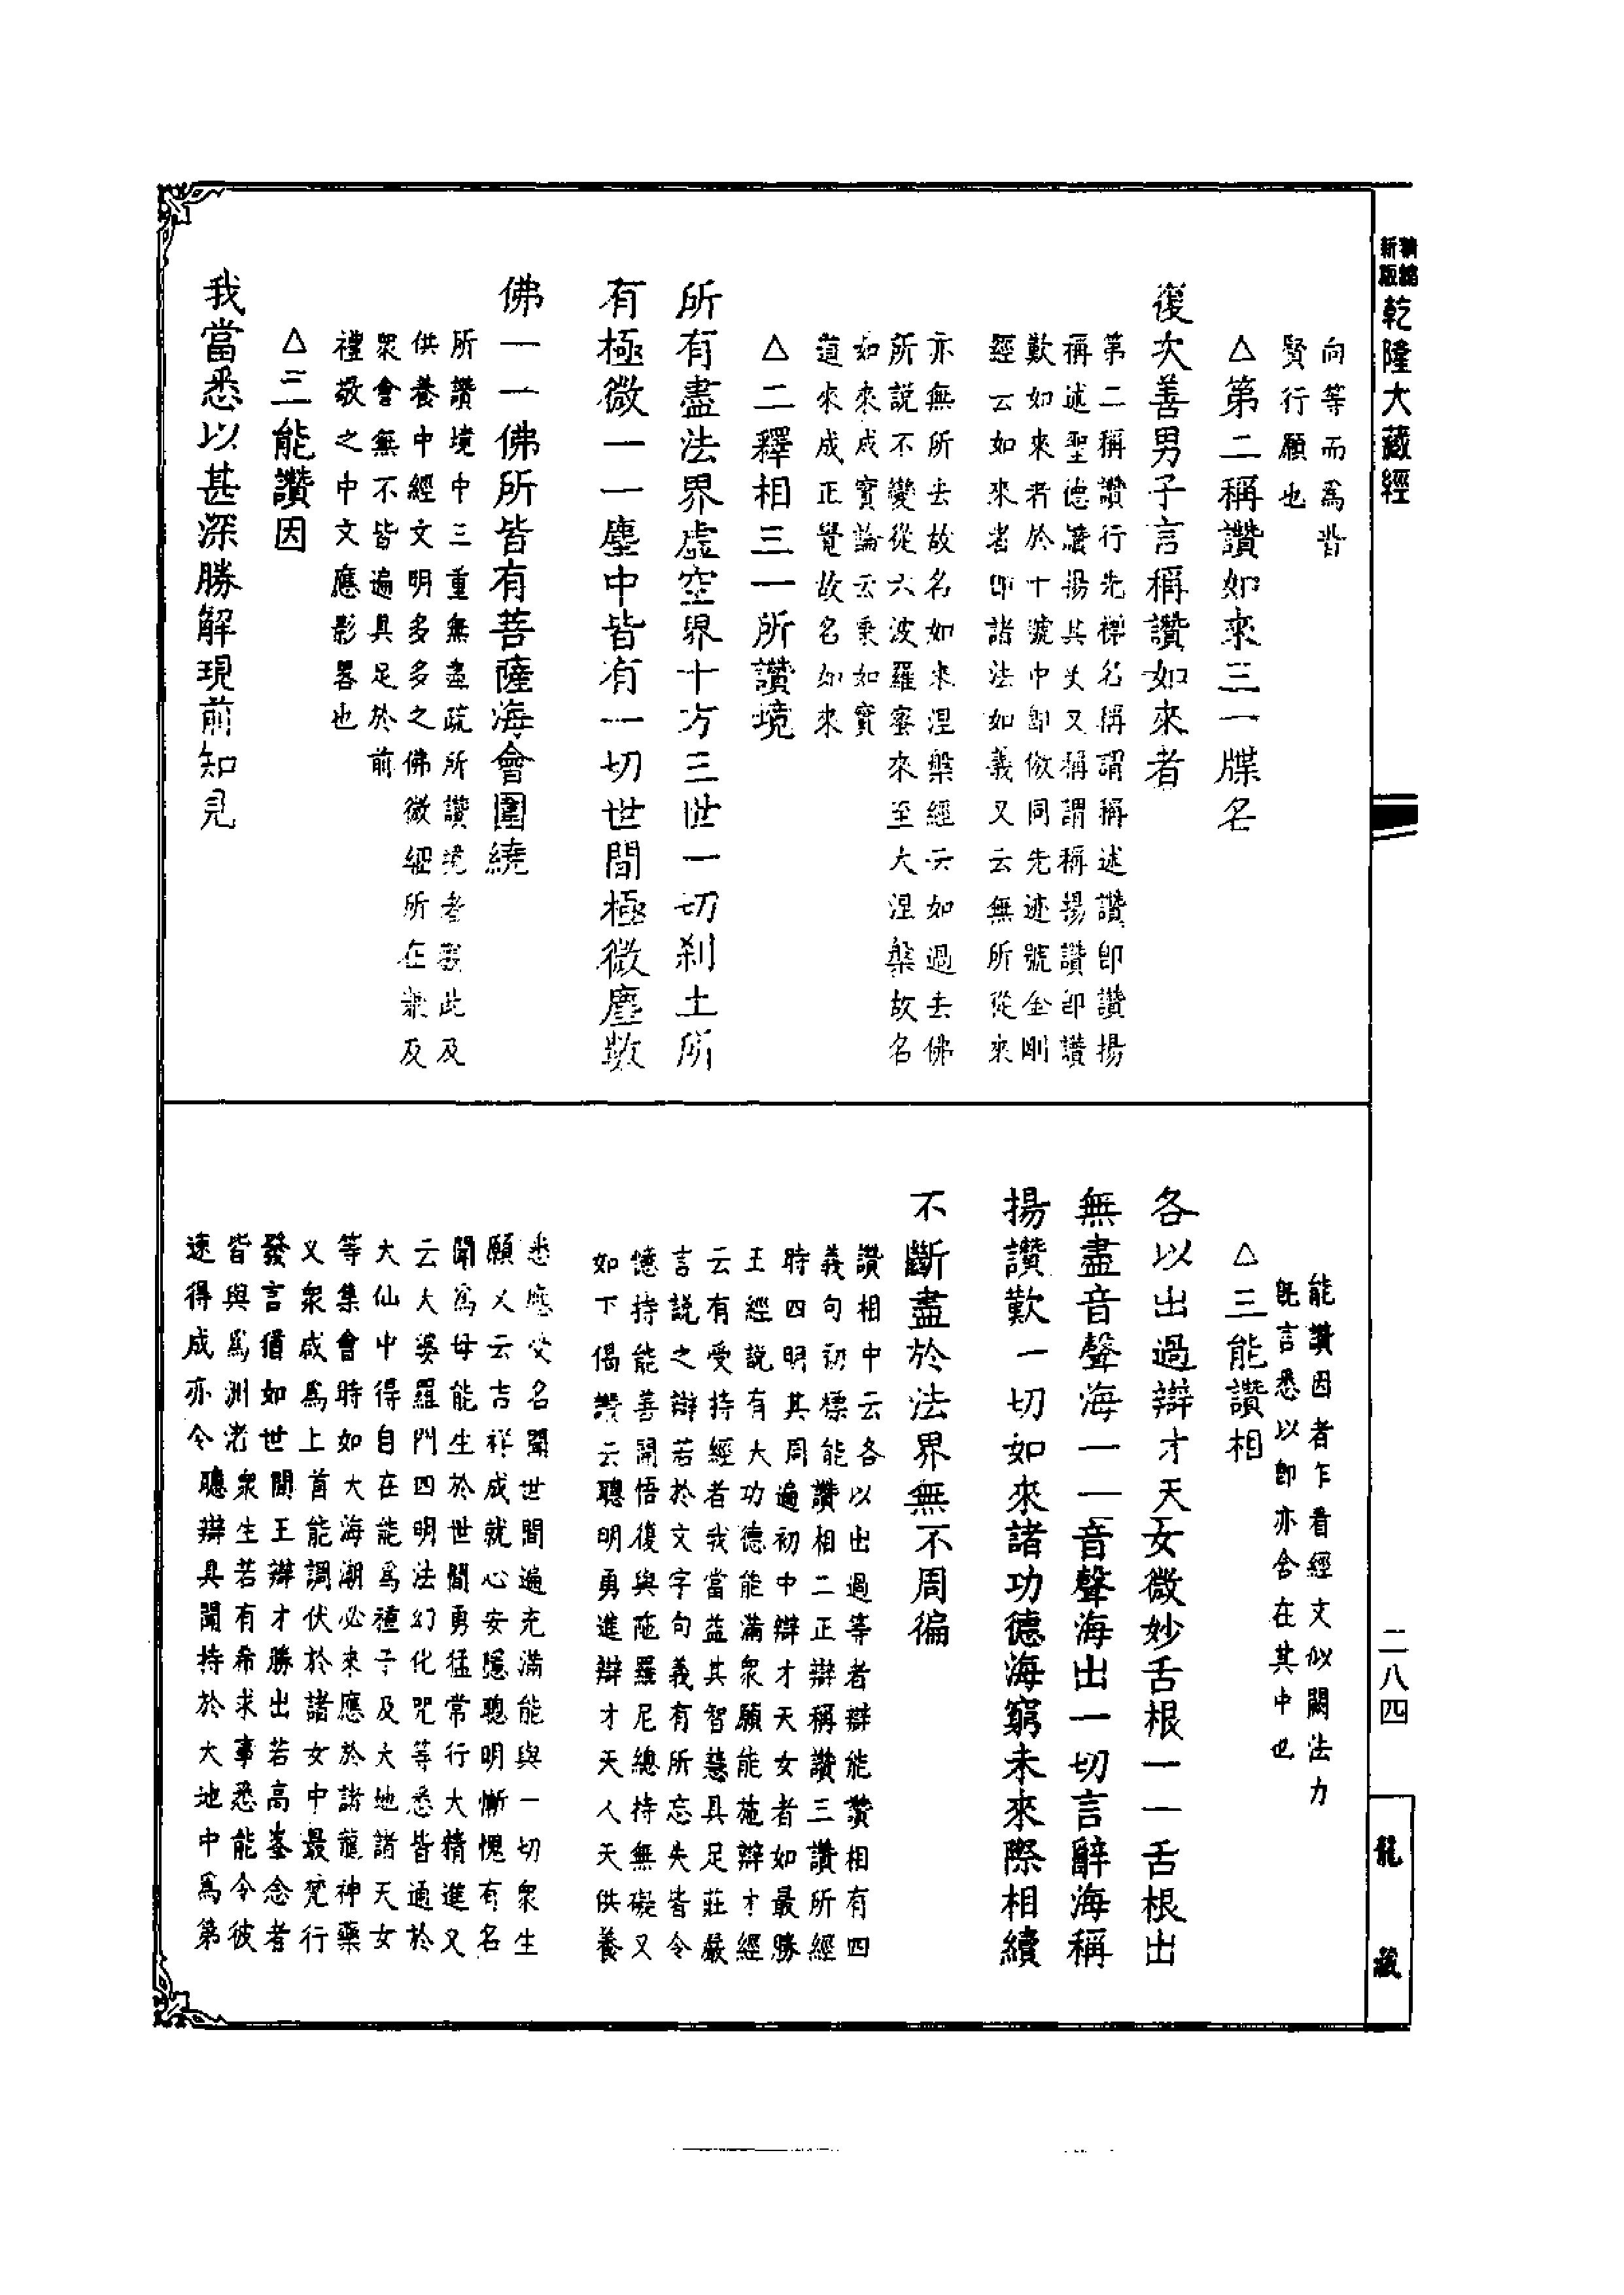 新版
精縮
乾隆大藏經
二八四
龍藏
向等而爲皆
賢行願也
△第二稱讚如來三一牒名
復次善男子言稱讚如來者
第二稱讚行先標名稱謂稱述讚即讚揚
稱述聖德讚揚其美又稱謂稱揚讚即讚
歎如來者於十號中即倣同先迹號金剛
經云如來者即諸法如義又云無所從來
亦無所去故名如來涅槃經云如過去佛
所說不變從六波羅蜜來至大涅槃故名
如來成實論云乘如實
道來成正覺故名如來
△二釋相三一所讚境
所有盡法界虛空界十方三世一切刹土所
有極微一一塵中皆有一切世間極微塵數
佛一一佛所皆有菩薩海會圍繞
所讚境中三重無盡疏所讚境者 此及
供養中經文明多多之佛微細所在 及
衆會無不皆遍具足於前
禮敬之中文應影畧也
△二能讚因
我當悉以甚深勝解現前知見
能讚因者乍看經文似闕法力
既言悉以即亦含在其中也
△三能讚相
各以出過辯才天女微妙舌根一一舌根出
無盡音聲海一一音聲海出一切言辭海稱
揚讚歎一切如來諸功德海窮未來際相續
不斷盡於法界無不周徧
讚相中云各以出過等者辯能讚相有四
義句初標能讚相二正辯稱讚三讚所經
時四明其周遍初中辯才天女者如最勝
王經說有大功德能滿衆願能施辯才經
云有受持經者我當益其智慧具足莊嚴
言說之辯若於文字句義有所忘失皆令
憶持能善開悟復與陁羅尼總持無礙又
如下偈讚云聰明勇進辯才天人天供養
悉應受名聞世間遍充滿能與一切衆生
願又云吉祥成就心安隱聰明慚愧有名
聞爲母能生於世間勇猛常行大精進又
云大婆羅門四明法幻化咒等悉皆通於
大仙中得自在能爲種子及大地諸天女
等集會時如大海潮必來應於諸龍神藥
又衆咸爲上首能調伏於諸女中最梵行
發言猶如世間王辯才勝出若高峯念者
皆與爲洲渚衆生若有希求事悉能令彼
速得成亦令聰辯具聞持於大地中爲第